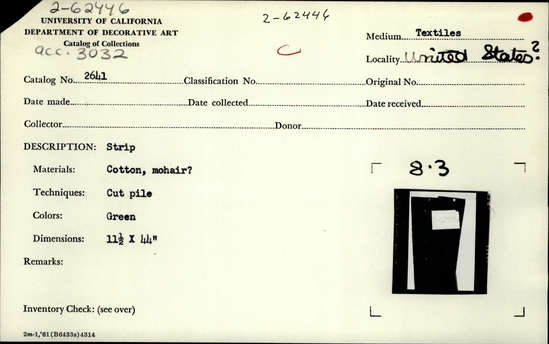 2-62446
2-62446
UNIVERSITY OF CALIFORNIA
DEPARTMENT OF DECORATIVE ART
Catalog of Collections
acc. 3032
C
Medium Textiles
Locality United States?
Catalog No. 2641 Classification No. Original No.
Date made Date collected Date received
Collector Donor
DESCRIPTION: Strip
Materials: Cotton, mohair?
Techniques: Cut pile
Colors: Green
Dimensions: 11½ X 44"
Remarks:
8.3
Inventory Check: (see over)
2m-1,'61(B6433s)4314